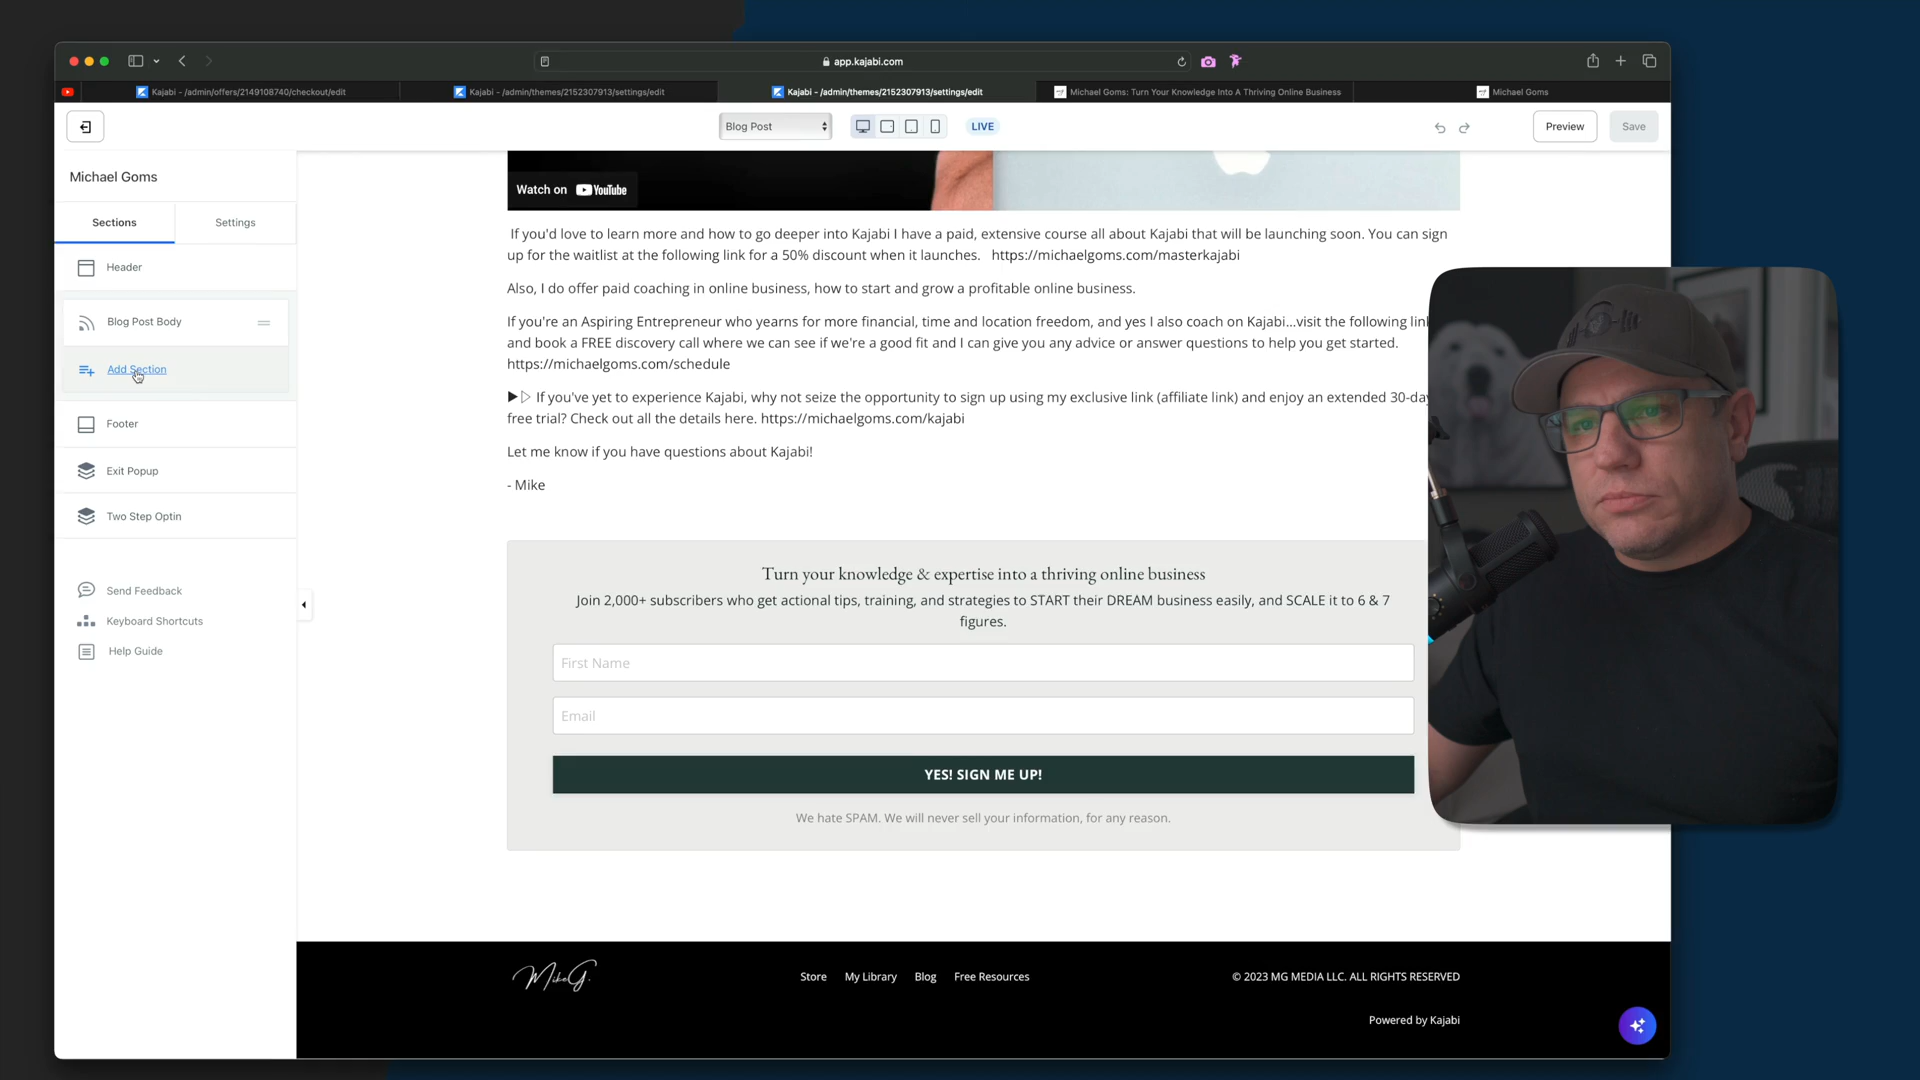 app.kajabi.com
Kajabi - /admin/offers/2149108740/checkout/edit
Kajabi - /admin/themes/2152307913/settings/edit
Kajabi - /admin/themes/2152307913/settings/edit
Michael Goms: Turn Your Knowledge Into A Thriving Online Business
Michael Goms
Blog Post
LIVE
Preview
Save
Michael Goms
Sections
Settings
Header
Blog Post Body
Add Section
Footer
Exit Popup
Two Step Optin
Send Feedback
Keyboard Shortcuts
Help Guide
Watch on YouTube
If you'd love to learn more and how to go deeper into Kajabi I have a paid, extensive course all about Kajabi that will be launching soon. You can sign
up for the waitlist at the following link for a 50% discount when it launches. https://michaelgoms.com/masterkajabi
Also, I do offer paid coaching in online business, how to start and grow a profitable online business.
If you're an Aspiring Entrepreneur who yearns for more financial, time and location freedom, and yes I also coach on Kajabi...visit the following lin
and book a FREE discovery call where we can see if we're a good fit and I can give you any advice or answer questions to help you get started.
https://michaelgoms.com/schedule
▶▷ If you've yet to experience Kajabi, why not seize the opportunity to sign up using my exclusive link (affiliate link) and enjoy an extended 30-day
free trial? Check out all the details here. https://michaelgoms.com/kajabi
Let me know if you have questions about Kajabi!
- Mike
Turn your knowledge & expertise into a thriving online business
Join 2,000+ subscribers who get actional tips, training, and strategies to START their DREAM business easily, and SCALE it to 6 & 7
figures.
First Name
Email
YES! SIGN ME UP!
We hate SPAM. We will never sell your information, for any reason.
MikeG.
Store
My Library
Blog
Free Resources
© 2023 MG MEDIA LLC. ALL RIGHTS RESERVED
Powered by Kajabi